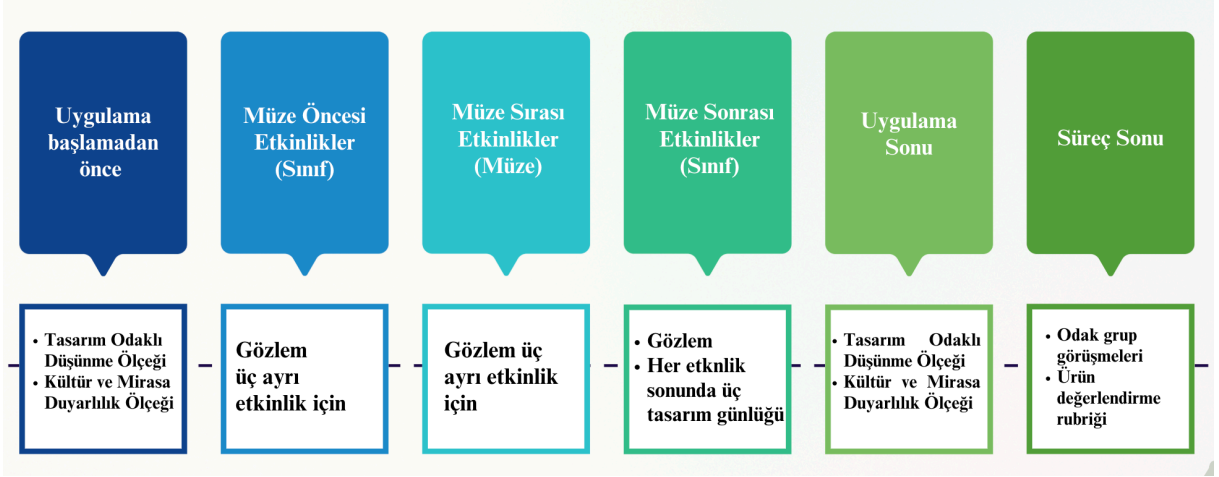 Uygulama
başlamadan
önce
Müze Öncesi
Etkinlikler
(Sınıf)
Müze Sırası
Etkinlikler
(Müze)
Müze Sonrası
Etkinlikler
(Sınıf)
Uygulama
Sonu
Süreç Sonu
• Tasarım Odaklı
Düşünme Ölçeği
• Kültür ve Mirasa
Duyarlılık Ölçeği
Gözlem
üç ayrı
etkinlik için
Gözlem üç
ayrı etkinlik
için
• Gözlem
• Her etknlik
sonunda üç
tasarım günlüğü
• Tasarım Odaklı
Düşünme Ölçeği
• Kültür ve Mirasa
Duyarlılık Ölçeği
• Odak grup
görüşmeleri
• Ürün
değerlendirme
rubriği